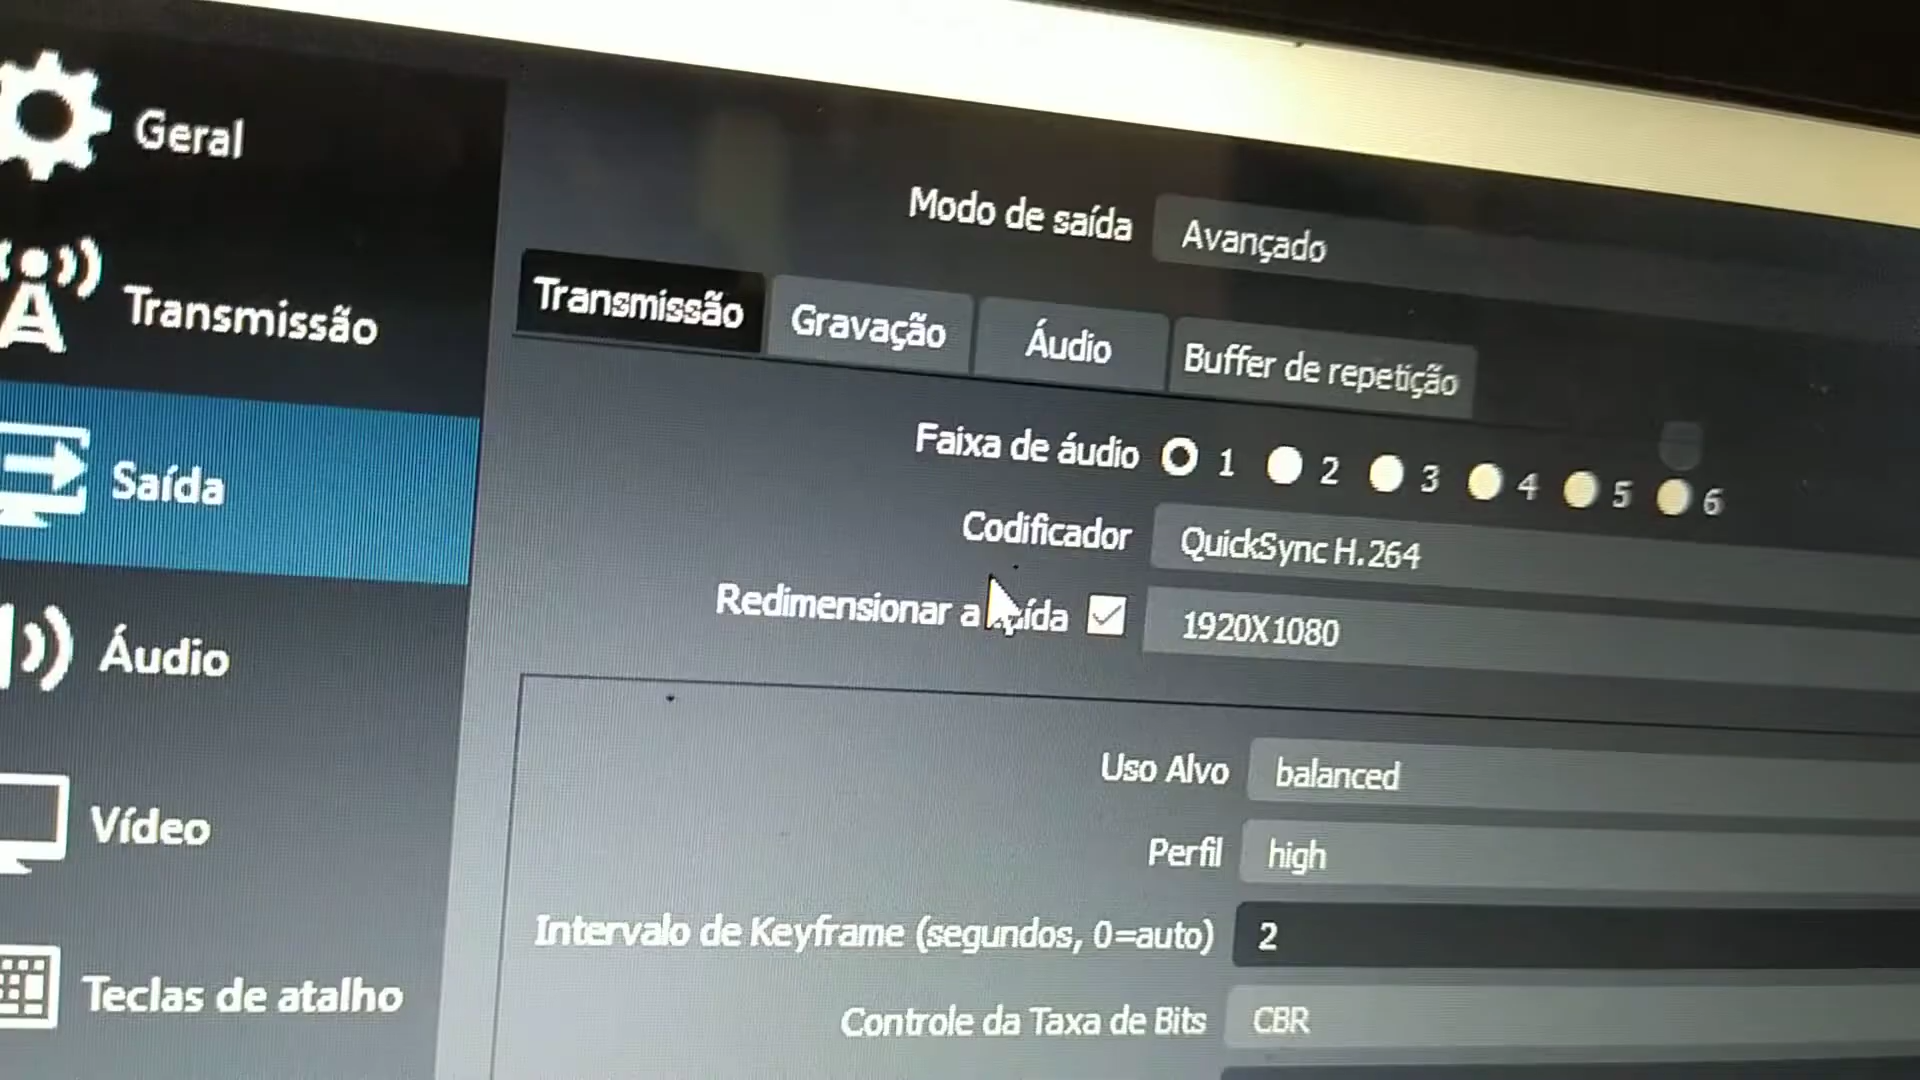 Geral
Transmissão
Saída
Áudio
Vídeo
Teclas de atalho
Modo de saída Avançado
Transmissão Gravação Áudio Buffer de repetição
Faixa de áudio 1 2 3 4 5 6
Codificador QuickSync H.264
Redimensionar a saída 1920X1080
Uso Alvo balanced
Perfil high
Intervalo de Keyframe (segundos, 0=auto) 2
Controle da Taxa de Bits CBR